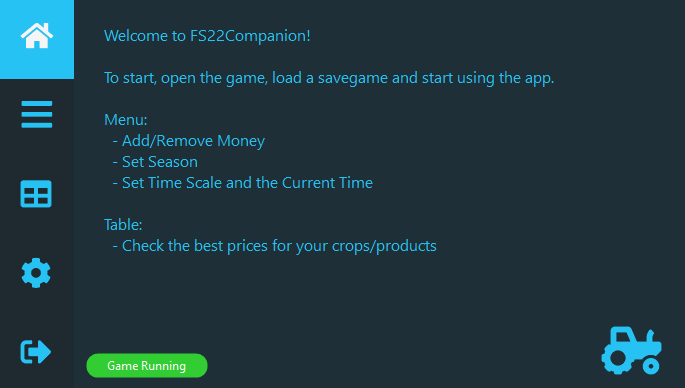 Welcome to FS22Companion!
To start, open the game, load a savegame and start using the app.
Menu:
- Add/Remove Money
- Set Season
- Set Time Scale and the Current Time
Table:
- Check the best prices for your crops/products
Game Running